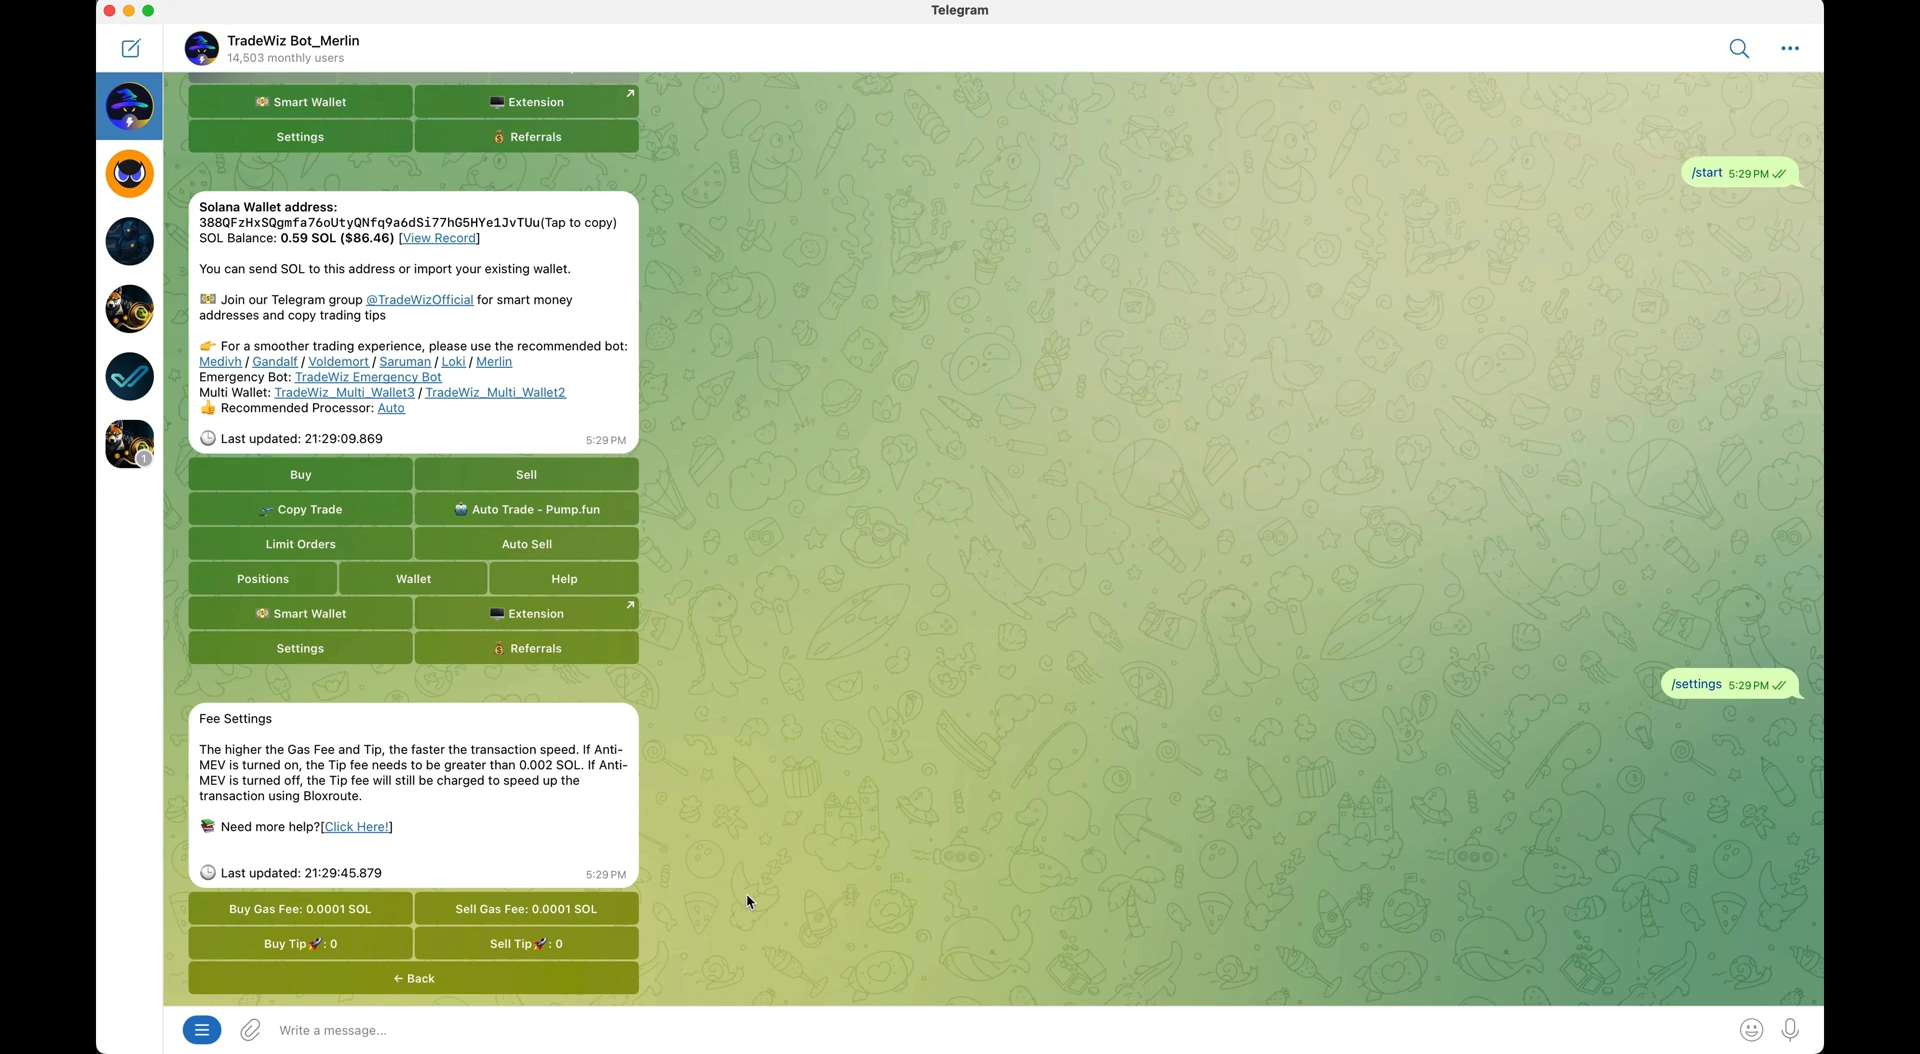 Telegram
TradeWiz Bot_Merlin
14,503 monthly users
Smart Wallet
Extension
Settings
Referrals
/start 5:29 PM
Solana Wallet address:
388QFzHxSQgmfa76oUtyQNfq9a6dSi77hG5HYe1JvTUu(Tap to copy)
SOL Balance: 0.59 SOL ($86.46) [View Record]
You can send SOL to this address or import your existing wallet.
Join our Telegram group @TradeWizOfficial for smart money
addresses and copy trading tips
👉 For a smoother trading experience, please use the recommended bot:
Medivh / Gandalf / Voldemort / Saruman / Loki / Merlin
Emergency Bot: TradeWiz Emergency Bot
Multi Wallet: TradeWiz_Multi_Wallet3 / TradeWiz_Multi_Wallet2
👍 Recommended Processor: Auto
🕒 Last updated: 21:29:09.869
5:29 PM
Buy
Sell
Copy Trade
Auto Trade - Pump.fun
Limit Orders
Auto Sell
Positions
Wallet
Help
Smart Wallet
Extension
Settings
Referrals
/settings 5:29 PM
Fee Settings
The higher the Gas Fee and Tip, the faster the transaction speed. If Anti-
MEV is turned on, the Tip fee needs to be greater than 0.002 SOL. If Anti-
MEV is turned off, the Tip fee will still be charged to speed up the
transaction using Bloxroute.
📚 Need more help?[Click Here!]
🕒 Last updated: 21:29:45.879
5:29 PM
Buy Gas Fee: 0.0001 SOL
Sell Gas Fee: 0.0001 SOL
Buy Tip🚀: 0
Sell Tip🚀: 0
← Back
1
Write a message...